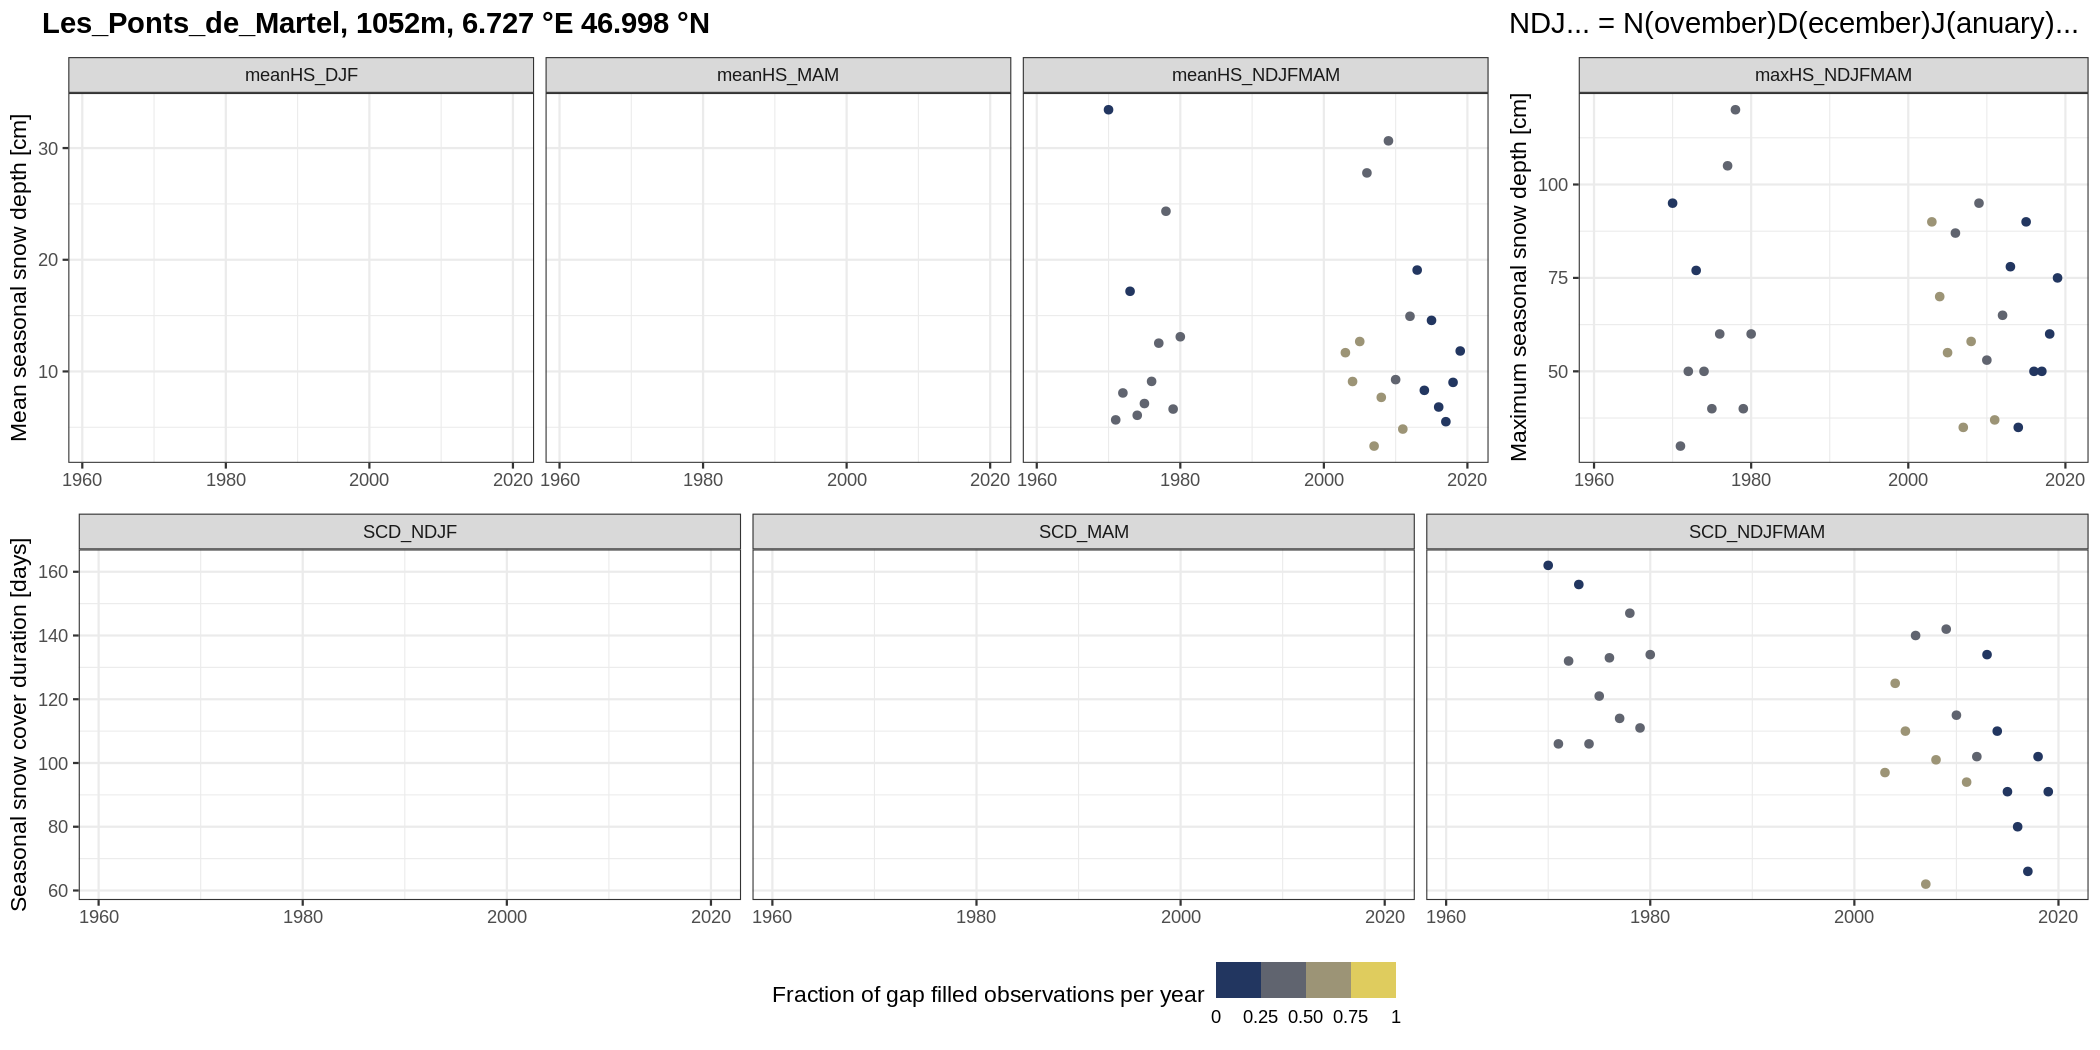 Les_Ponts_de_Martel, 1052m, 6.727 °E 46.998 °N
NDJ... = N(ovember)D(ecember)J(anuary)...
meanHS_DJF
meanHS_MAM
meanHS_NDJFMAM
maxHS_NDJFMAM
Mean seasonal snow depth [cm]
30
20
10
1960 1980 2000 2020
1960 1980 2000 2020
1960 1980 2000 2020
Maximum seasonal snow depth [cm]
100
75
50
1960 1980 2000 2020
SCD_NDJF
SCD_MAM
SCD_NDJFMAM
Seasonal snow cover duration [days]
160
140
120
100
80
60
1960 1980 2000 2020
1960 1980 2000 2020
1960 1980 2000 2020
Fraction of gap filled observations per year
0 0.25 0.50 0.75 1